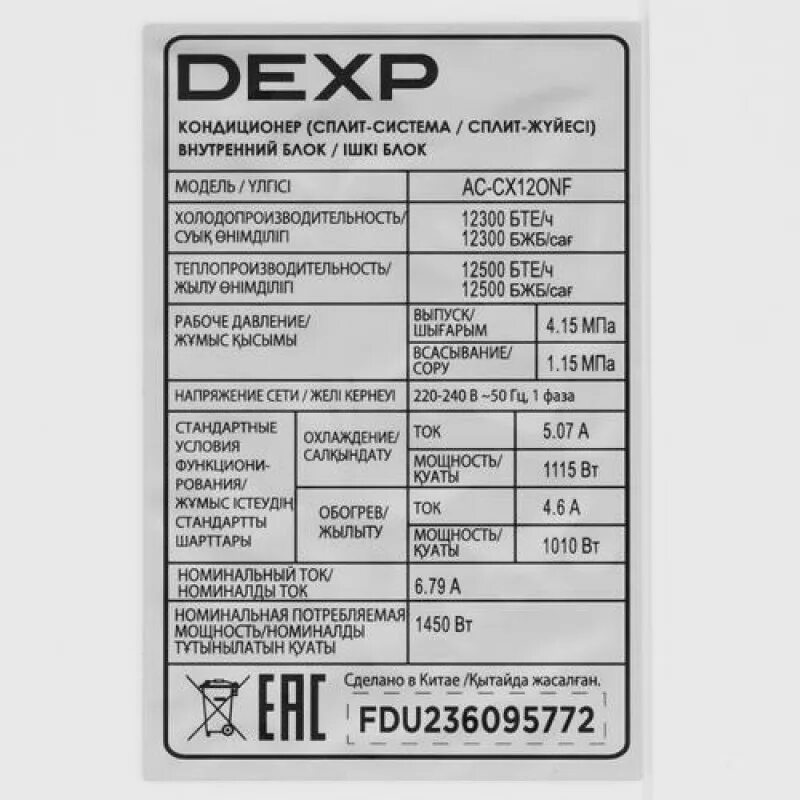 DEXP
КОНДИЦИОНЕР (СПЛИТ-СИСТЕМА / СПЛИТ-ЖҮЙЕСІ)
ВНУТРЕННИЙ БЛОК / ІШКІ БЛОК
МОДЕЛЬ / ҮЛГІСІ
AC-CX12ONF
ХОЛОДОПРОИЗВОДИТЕЛЬНОСТЬ/
СУЫҚ ӨНІМДІЛІГІ
12300 БТЕ/ч
12300 БЖБ/сағ
ТЕПЛОПРОИЗВОДИТЕЛЬНОСТЬ/
ЖЫЛУ ӨНІМДІЛІГІ
12500 БТЕ/ч
12500 БЖБ/сағ
РАБОЧЕ ДАВЛЕНИЕ/
ЖҰМЫС ҚЫСЫМЫ
ВЫПУСК/
ШЫҒАРЫМ
4.15 МПа
ВСАСЫВАНИЕ/
СОРУ
1.15 МПа
НАПРЯЖЕНИЕ СЕТИ / ЖЕЛІ КЕРНЕУІ
220-240 В ~50 Гц, 1 фаза
СТАНДАРТНЫЕ
УСЛОВИЯ
ФУНКЦИОНИ-
РОВАНИЯ/
ЖҰМЫС ІСТЕУДІҢ
СТАНДАРТТЫ
ШАРТТАРЫ
ОХЛАЖДЕНИЕ/
САЛҚЫНДАТУ
ТОК
5.07 А
МОЩНОСТЬ/
ҚУАТЫ
1115 Вт
ОБОГРЕВ/
ЖЫЛЫТУ
ТОК
4.6 А
МОЩНОСТЬ/
ҚУАТЫ
1010 Вт
НОМИНАЛЬНЫЙ ТОК/
НОМИНАЛДЫ ТОК
6.79 А
НОМИНАЛЬНАЯ ПОТРЕБЛЯЕМАЯ
МОЩНОСТЬ/НОМИНАЛДЫ
ТҰТЫНЫЛАТЫН ҚУАТЫ
1450 Вт
EAC
Сделано в Китае /Қытайда жасалған.
FDU236095772